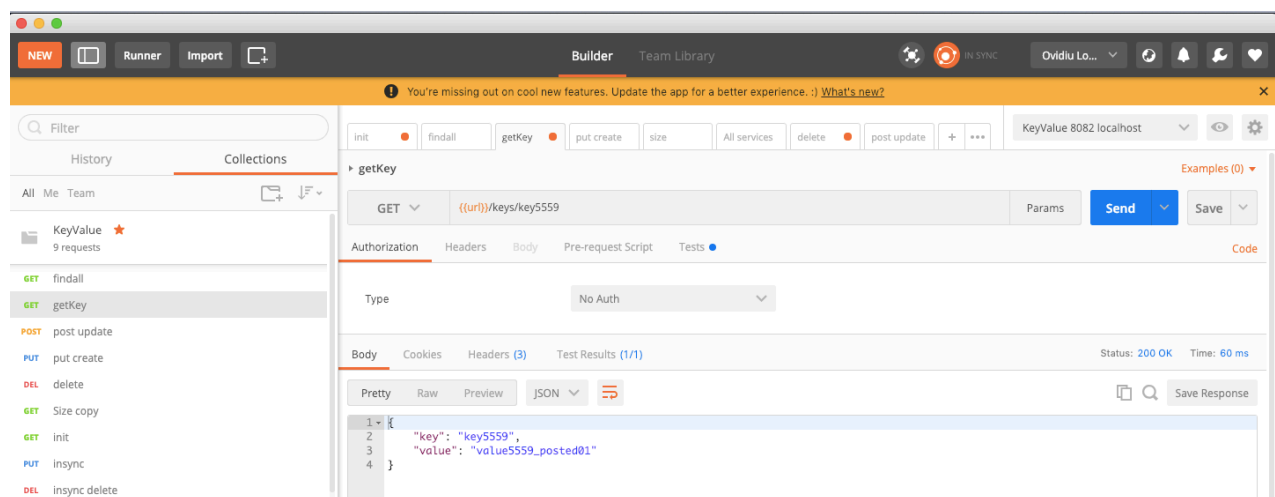 NEW Runner Import Builder Team Library IN SYNC Ovidiu Lo...
You're missing out on cool new features. Update the app for a better experience. :) What's new?
Filter
History Collections
All Me Team
KeyValue
9 requests
GET findall
GET getKey
POST post update
PUT put create
DEL delete
GET Size copy
GET init
PUT insync
DEL insync delete
init findall getKey put create size All services delete post update + •••
KeyValue 8082 localhost
getKey Examples (0)
GET {{url}}/keys/key5559 Params Send Save
Authorization Headers Body Pre-request Script Tests Code
Type No Auth
Body Cookies Headers (3) Test Results (1/1) Status: 200 OK Time: 60 ms
Pretty Raw Preview JSON Save Response
1 {
2 "key": "key5559",
3 "value": "value5559_posted01"
4 }